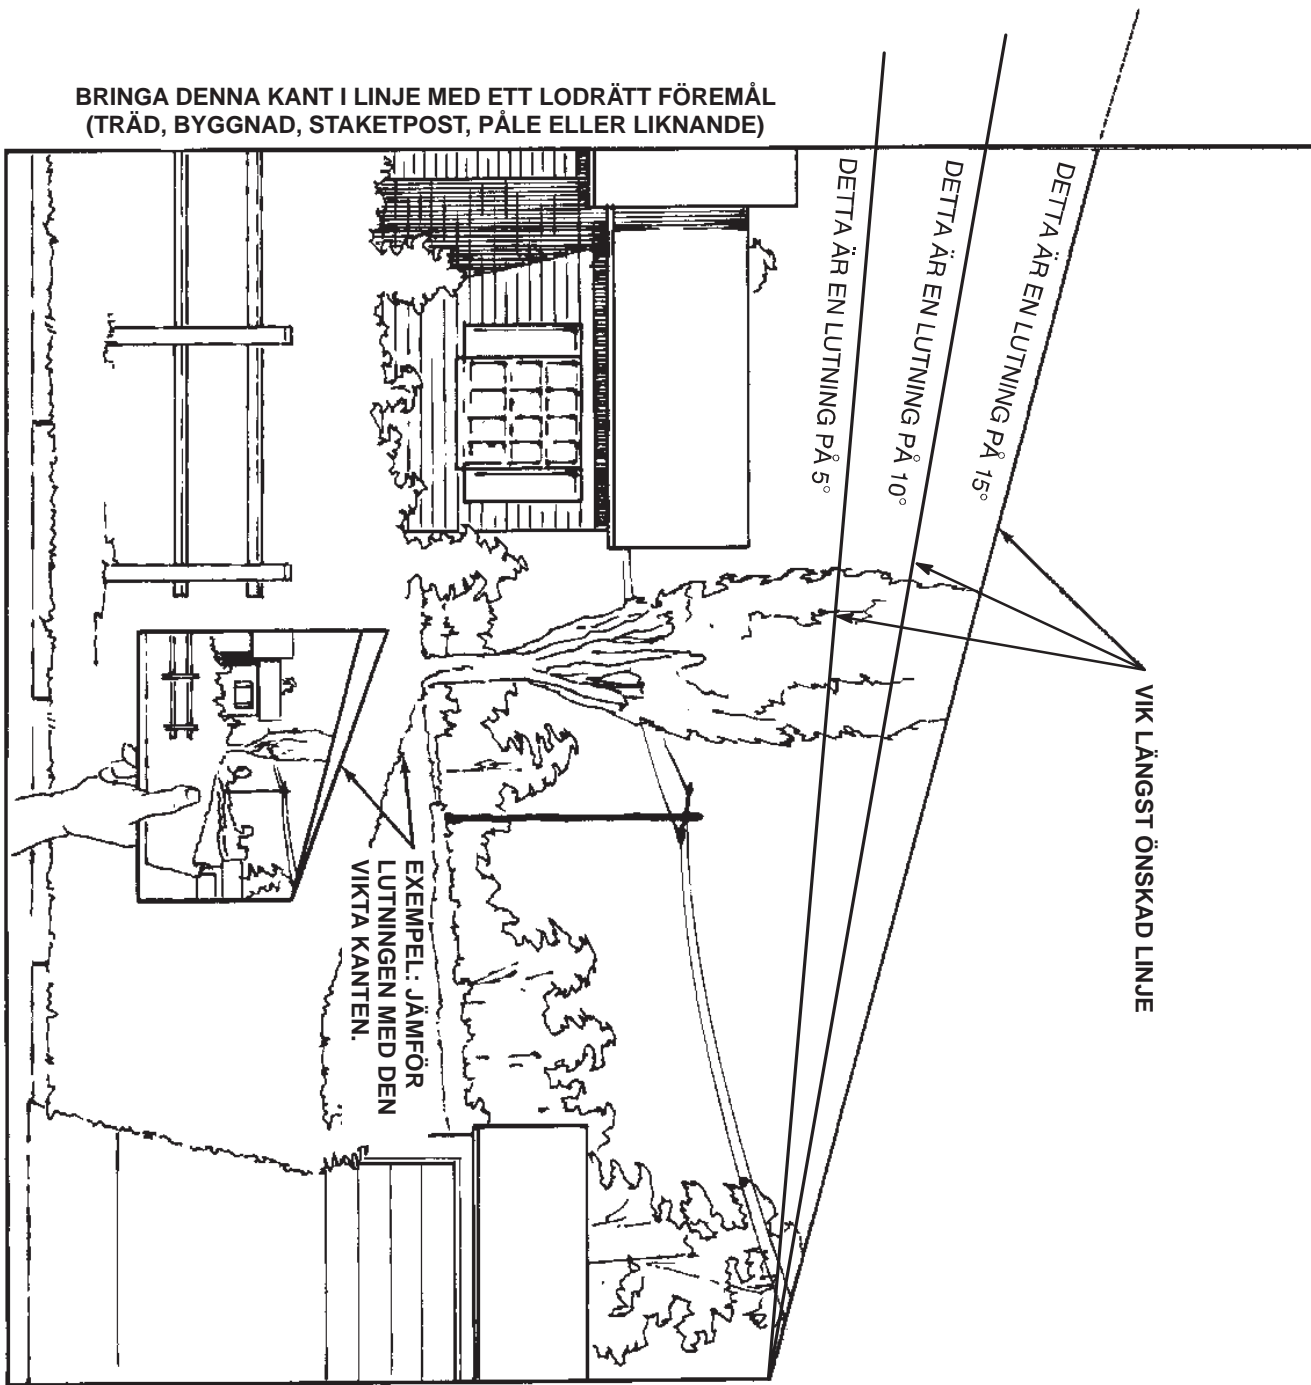 BRINGA DENNA KANT I LINJE MED ETT LODRÄTT FÖREMÅL
(TRÄD, BYGGNAD, STAKETPOST, PÅLE ELLER LIKNANDE)
DETTA ÄR EN LUTNING PÅ 15°
DETTA ÄR EN LUTNING PÅ 10°
DETTA ÄR EN LUTNING PÅ 5°
VIK LÄNGST ÖNSKAD LINJE
EXEMPEL: JÄMFÖR
LUTNINGEN MED DEN
VIKTA KANTEN.